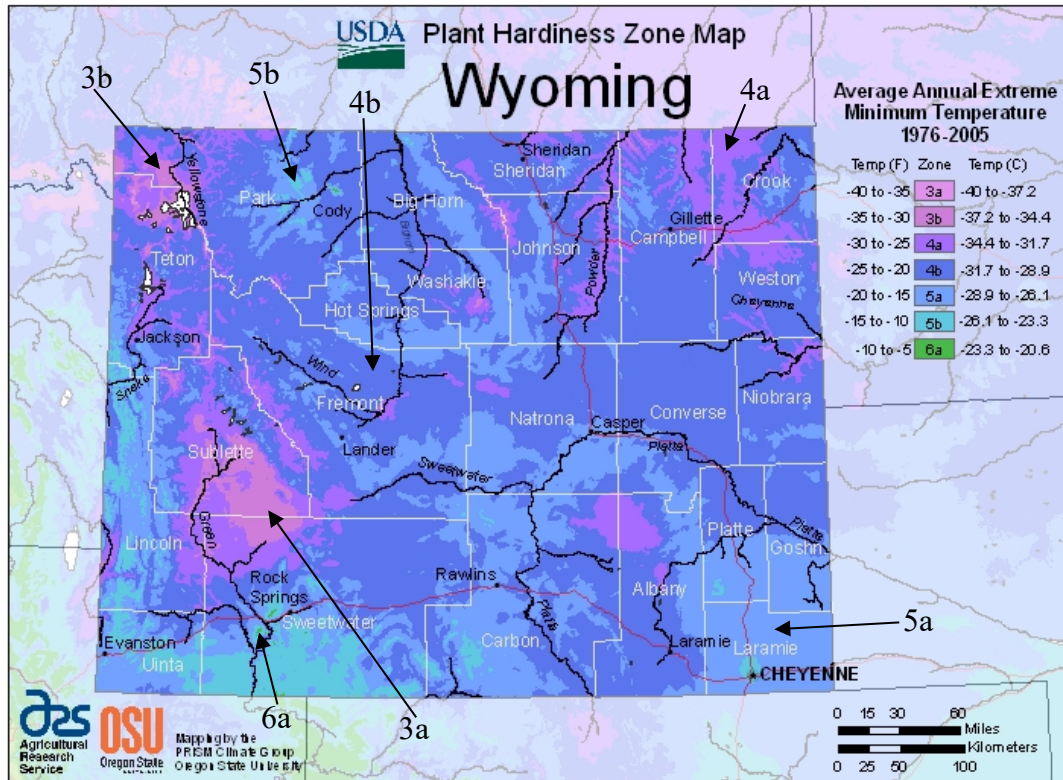 USDA
Plant Hardiness Zone Map
Wyoming
3b
5b
4b
4a
Average Annual Extreme
Minimum Temperature
1976-2005
Temp (F) Zone Temp (C)
-40 to -35 3a -40 to -37.2
-35 to -30 3b -37.2 to -34.4
-30 to -25 4a -34.4 to -31.7
-25 to -20 4b -31.7 to -28.9
-20 to -15 5a -28.9 to -26.1
-15 to -10 5b -26.1 to -23.3
-10 to -5 6a -23.3 to -20.6
Yellowstone
Park
Cody
Big Horn
Bighorn
Sheridan
Sheridan
Johnson
Powder
Campbell
Gillette
Crook
Teton
Washakie
Weston
Cheyenne
Hot Springs
Jackson
Snake
Wind
Fremont
Lander
Natrona
Casper
Converse
Niobrara
Sublette
Sweetwater
Platte
Green
Lincoln
Platte
Platte
Goshn
Rock
Springs
Rawlins
Albany
Sweetwater
Evanston
Uinta
Carbon
Platte
Laramie
Laramie
CHEYENNE
5a
6a
3a
ars
Agricultural
Research
Service
OSU
Oregon State
UNIVERSITY
Mapping by the
PRISM Climate Group
Oregon State University
0 15 30 60
Miles
Kilometers
0 25 50 100